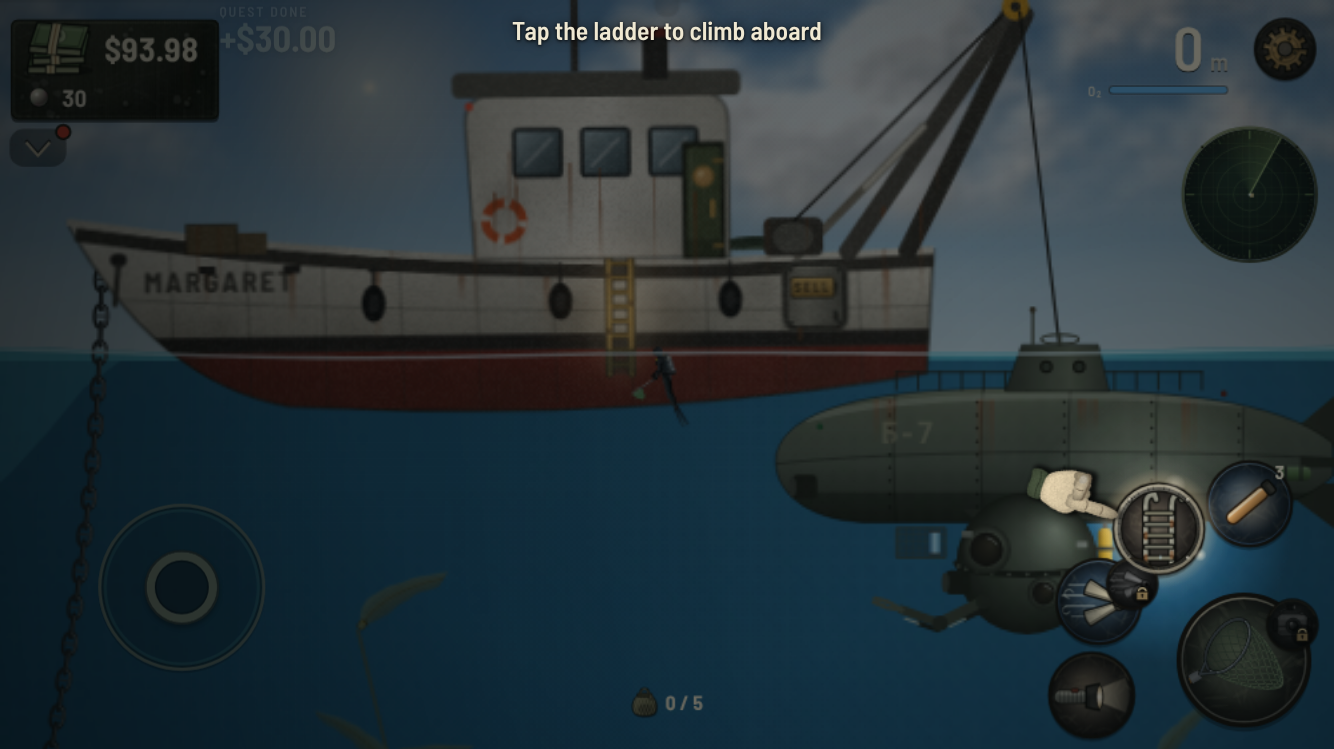 QUEST DONE
+$30.00
$93.98
30
Tap the ladder to climb aboard
0 m
O₂
MARGARET
SELL
Б-7
3
0 / 5